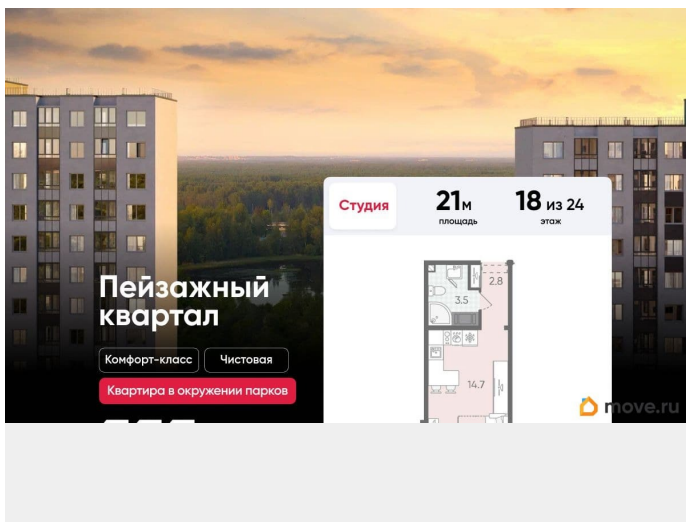 Студия
21м
площадь
18 из 24
этаж
2.8
3.5
14.7
Пейзажный
квартал
Комфорт-класс
Чистовая
Квартира в окружении парков
move.ru